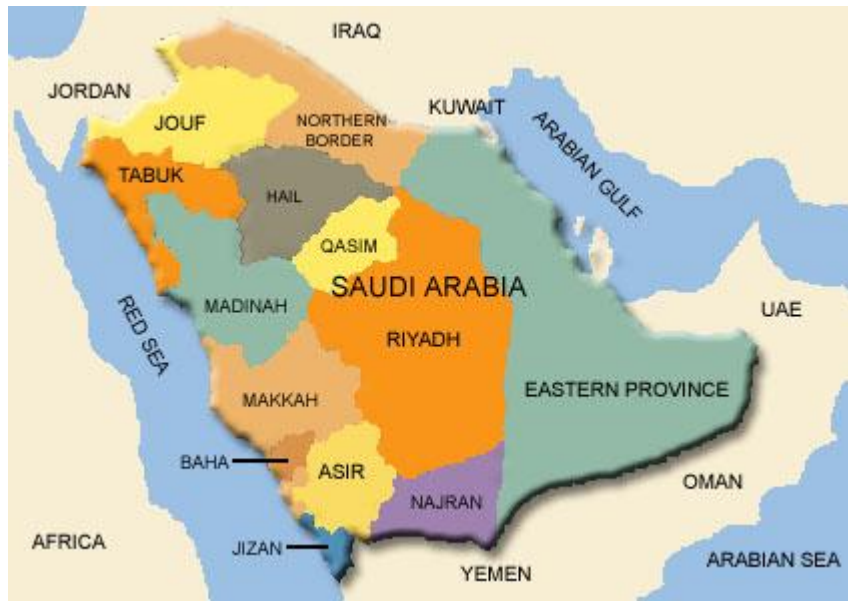 IRAQ
JORDAN
KUWAIT
JOUF
NORTHERN
BORDER
ARABIAN GULF
TABUK
HAIL
QASIM
SAUDI ARABIA
MADINAH
RED SEA
UAE
RIYADH
EASTERN PROVINCE
MAKKAH
BAHA
ASIR
OMAN
NAJRAN
AFRICA
JIZAN
YEMEN
ARABIAN SEA